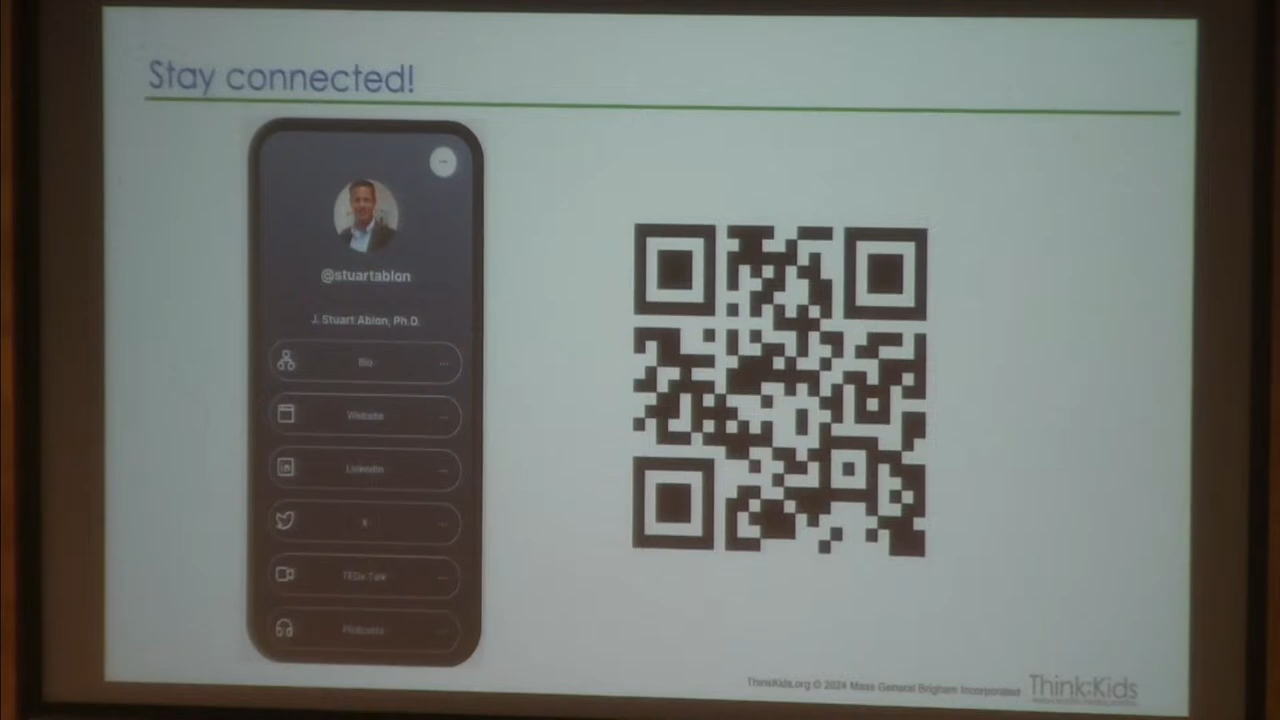 Stay connected!
@stuartablon
J. Stuart Ablon, Ph.D.
Bio
Website
LinkedIn
X
TEDx Talk
Podcasts
ThinkKids.org © 2024 Mass General Brigham Incorporated
Think:Kids